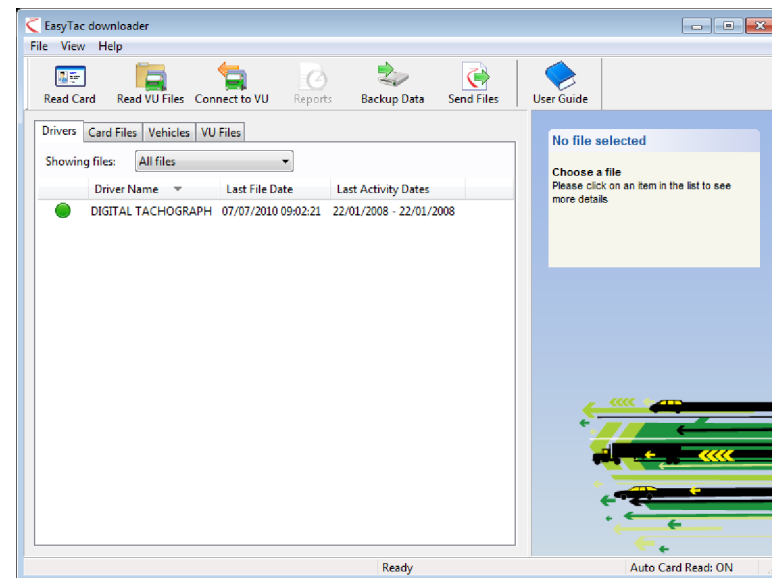 EasyTac downloader
File View Help
Read Card Read VU Files Connect to VU Reports Backup Data Send Files User Guide
Drivers Card Files Vehicles VU Files
Showing files: All files
Driver Name Last File Date Last Activity Dates
DIGITAL TACHOGRAPH 07/07/2010 09:02:21 22/01/2008 - 22/01/2008
No file selected
Choose a file
Please click on an item in the list to see
more details
Ready Auto Card Read: ON